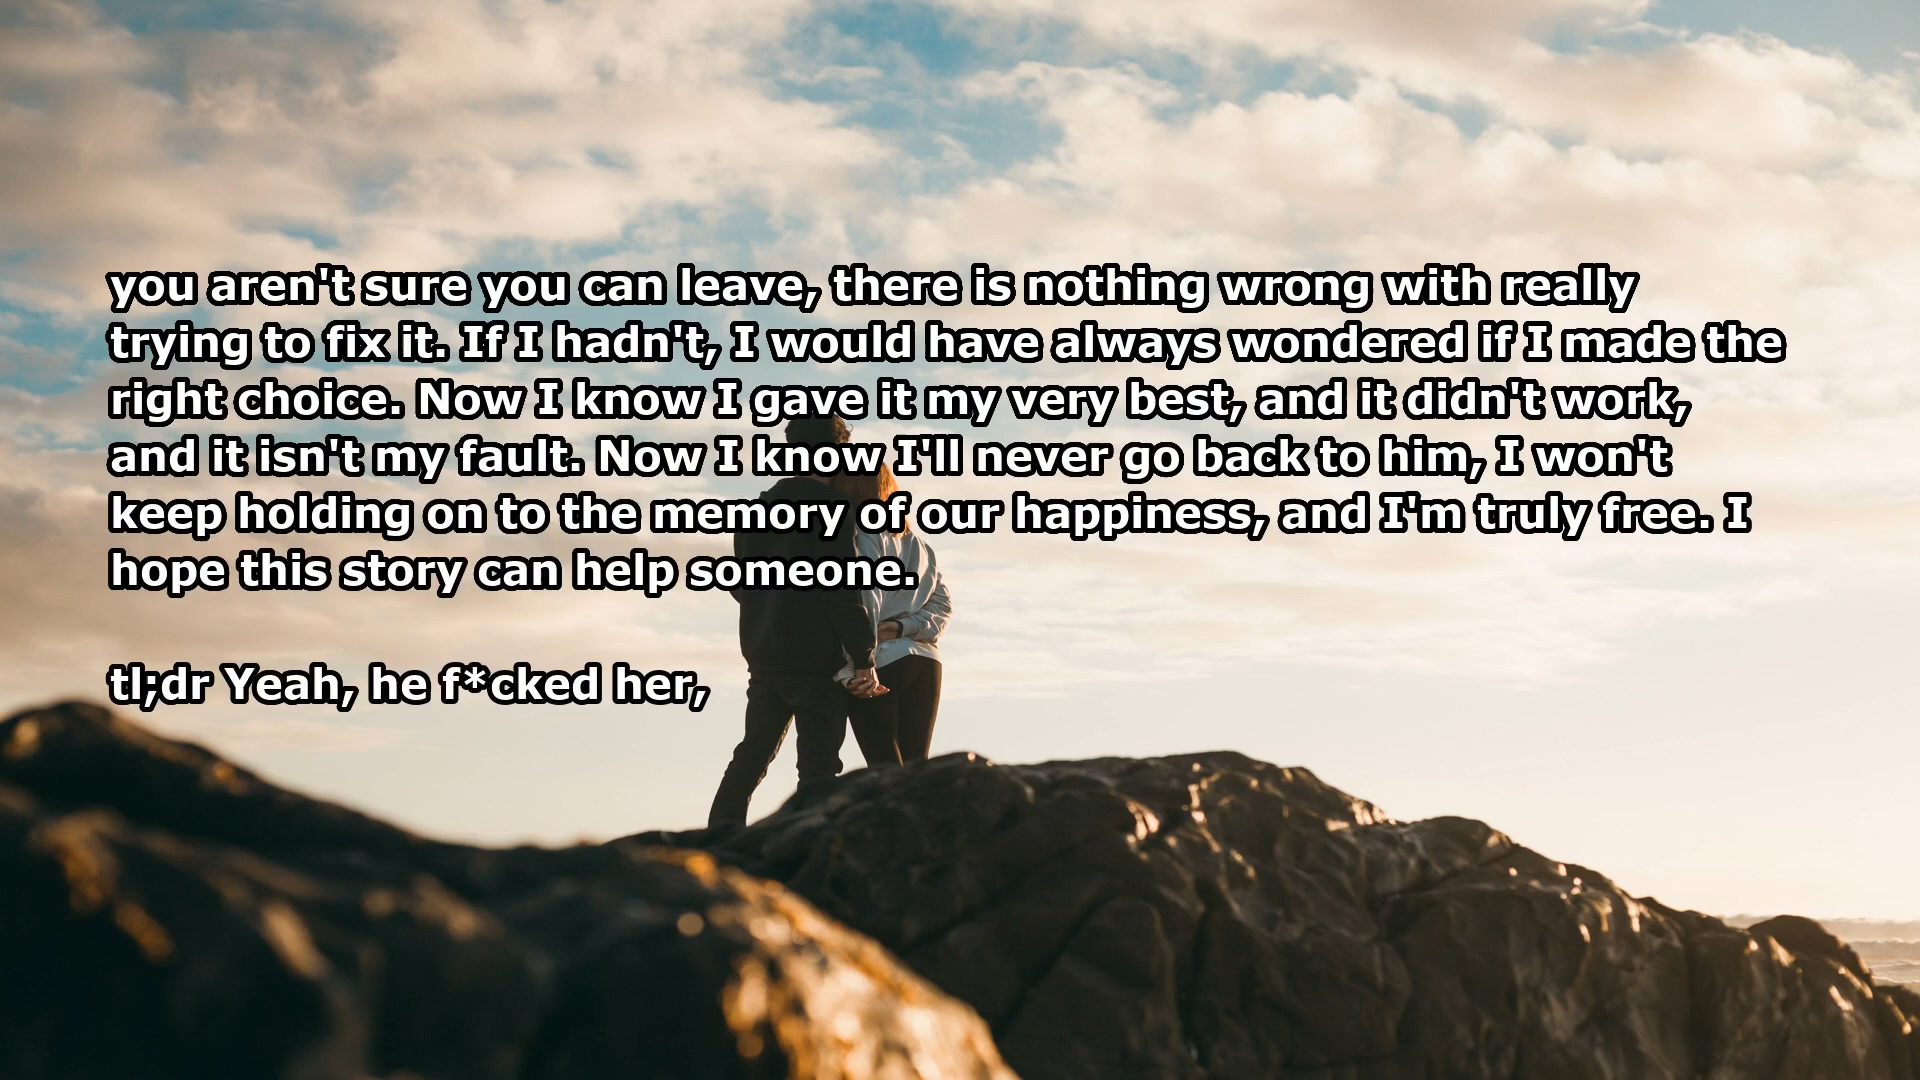 you aren't sure you can leave, there is nothing wrong with really
trying to fix it. If I hadn't, I would have always wondered if I made the
right choice. Now I know I gave it my very best, and it didn't work,
and it isn't my fault. Now I know I'll never go back to him, I won't
keep holding on to the memory of our happiness, and I'm truly free. I
hope this story can help someone.
tl;dr Yeah, he f*cked her,